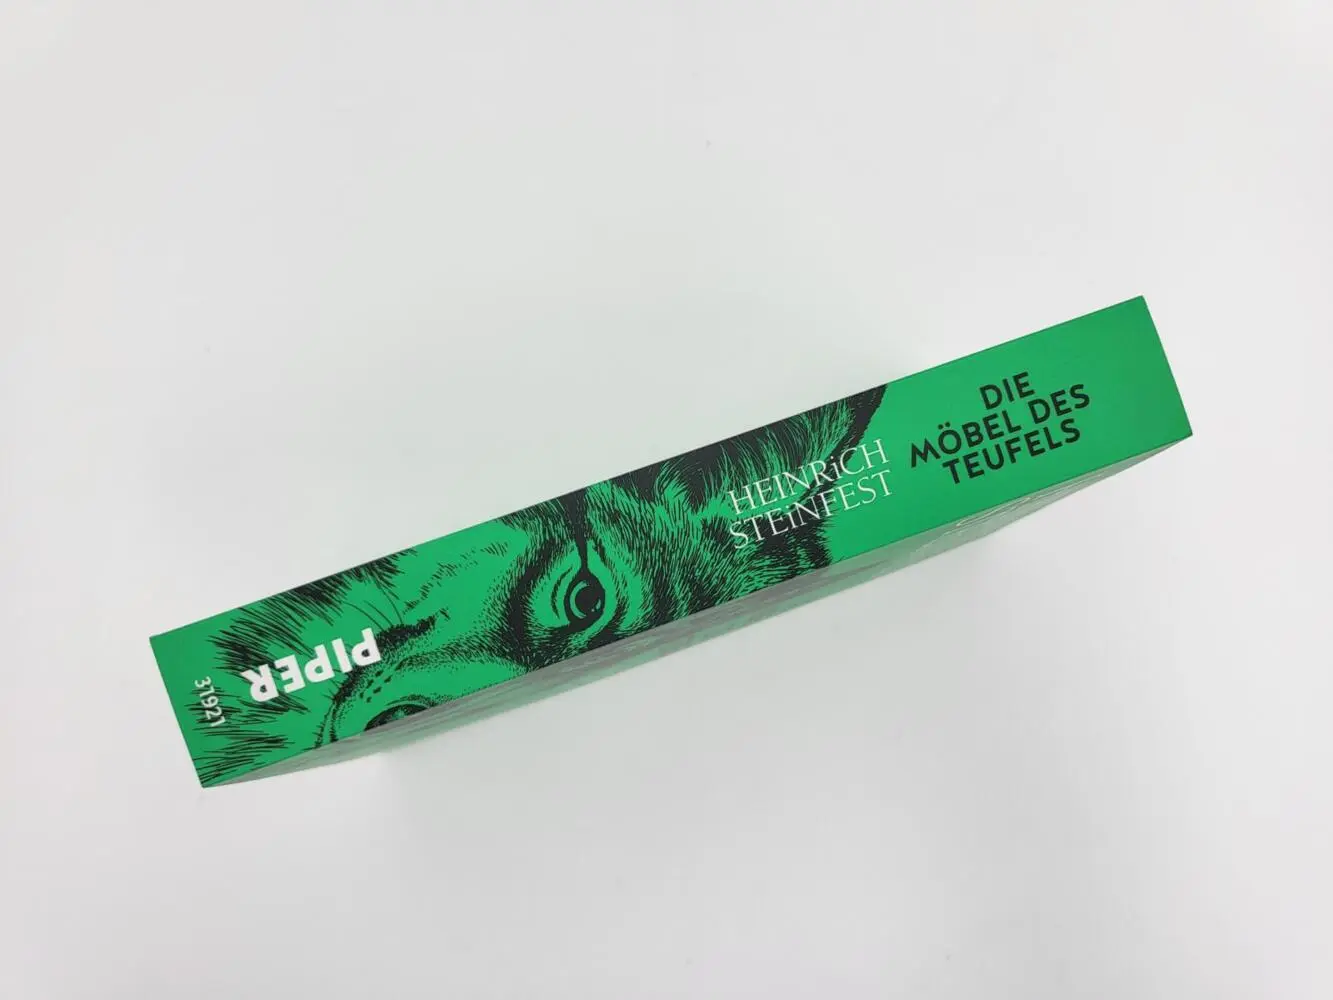 DIE
MÖBEL DES
TEUFELS
HEINRiCH
STEiNFEST
PIPER
31921